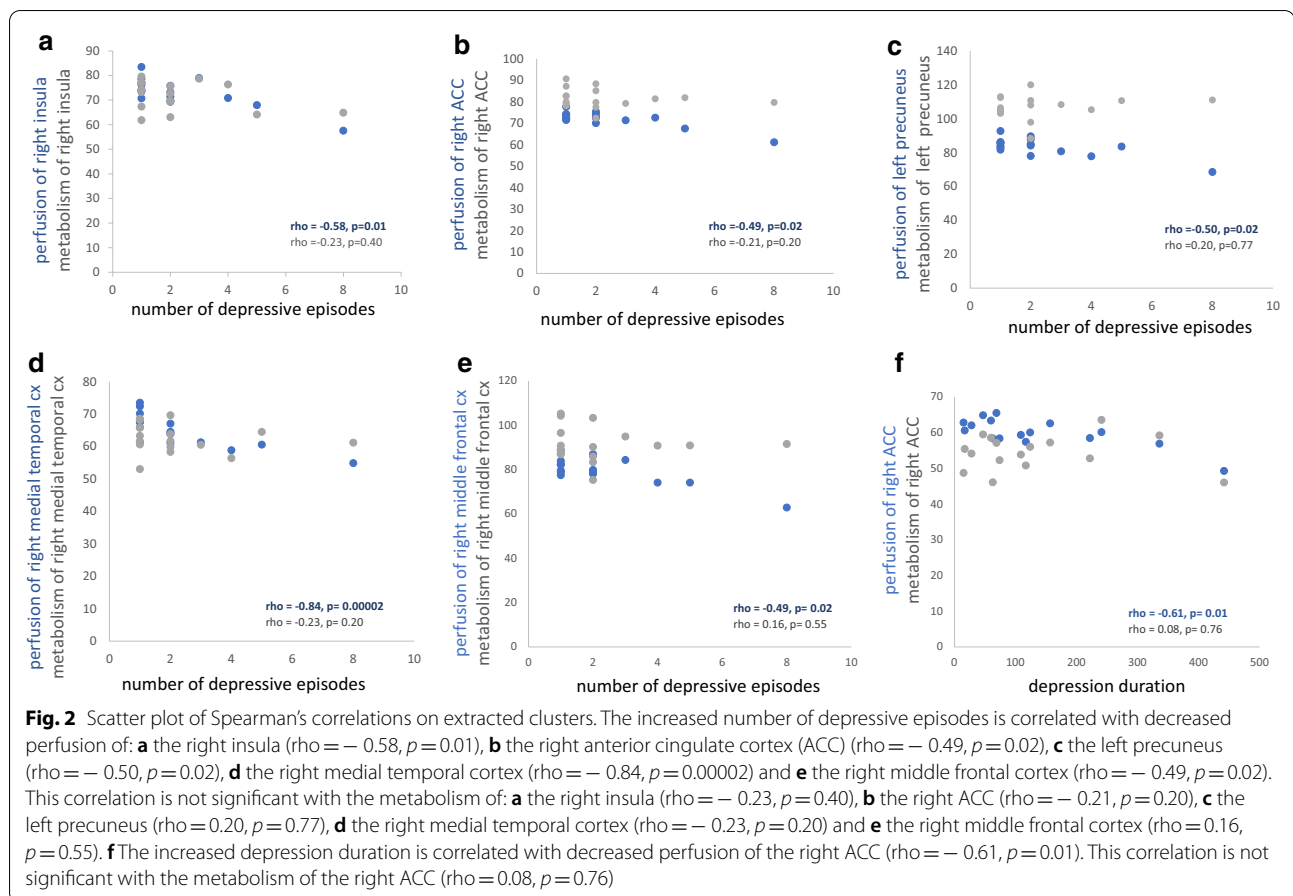 a
perfusion of right insula
metabolism of right insula
90
80
70
60
50
40
30
20
10
0
0 2 4 6 8 10
rho = -0.58, p=0.01
rho =-0.23, p=0.40
number of depressive episodes
b
perfusion of right ACC
metabolism of right ACC
100
90
80
70
60
50
40
30
20
10
0
0 2 4 6 8 10
rho =-0.49, p=0.02
rho =-0.21, p=0.20
number of depressive episodes
c
perfusion of left precuneus
metabolism of left precuneus
140
120
100
80
60
40
20
0
0 2 4 6 8 10
rho =-0.50, p=0.02
rho =0.20, p=0.77
number of depressive episodes
d
perfusion of right medial temporal cx
metabolism of right medial temporal cx
80
70
60
50
40
30
20
10
0
0 2 4 6 8 10
rho = -0.84, p= 0.00002
rho = -0.23, p= 0.20
number of depressive episodes
e
perfusion of right middle frontal cx
metabolism of right middle frontal cx
120
100
80
60
40
20
0
0 2 4 6 8 10
rho = -0.49, p= 0.02
rho = 0.16, p= 0.55
number of depressive episodes
f
perfusion of right ACC
metabolism of right ACC
70
60
50
40
30
20
10
0
0 100 200 300 400 500
rho = -0.61, p= 0.01
rho = 0.08, p= 0.76
depression duration
Fig. 2 Scatter plot of Spearman's correlations on extracted clusters. The increased number of depressive episodes is correlated with decreased
perfusion of: a the right insula (rho = − 0.58, p = 0.01), b the right anterior cingulate cortex (ACC) (rho = − 0.49, p = 0.02), c the left precuneus
(rho = − 0.50, p = 0.02), d the right medial temporal cortex (rho = − 0.84, p = 0.00002) and e the right middle frontal cortex (rho = − 0.49, p = 0.02).
This correlation is not significant with the metabolism of: a the right insula (rho = − 0.23, p = 0.40), b the right ACC (rho = − 0.21, p = 0.20), c the
left precuneus (rho = 0.20, p = 0.77), d the right medial temporal cortex (rho = − 0.23, p = 0.20) and e the right middle frontal cortex (rho = 0.16,
p = 0.55). f The increased depression duration is correlated with decreased perfusion of the right ACC (rho = − 0.61, p = 0.01). This correlation is not
significant with the metabolism of the right ACC (rho = 0.08, p = 0.76)